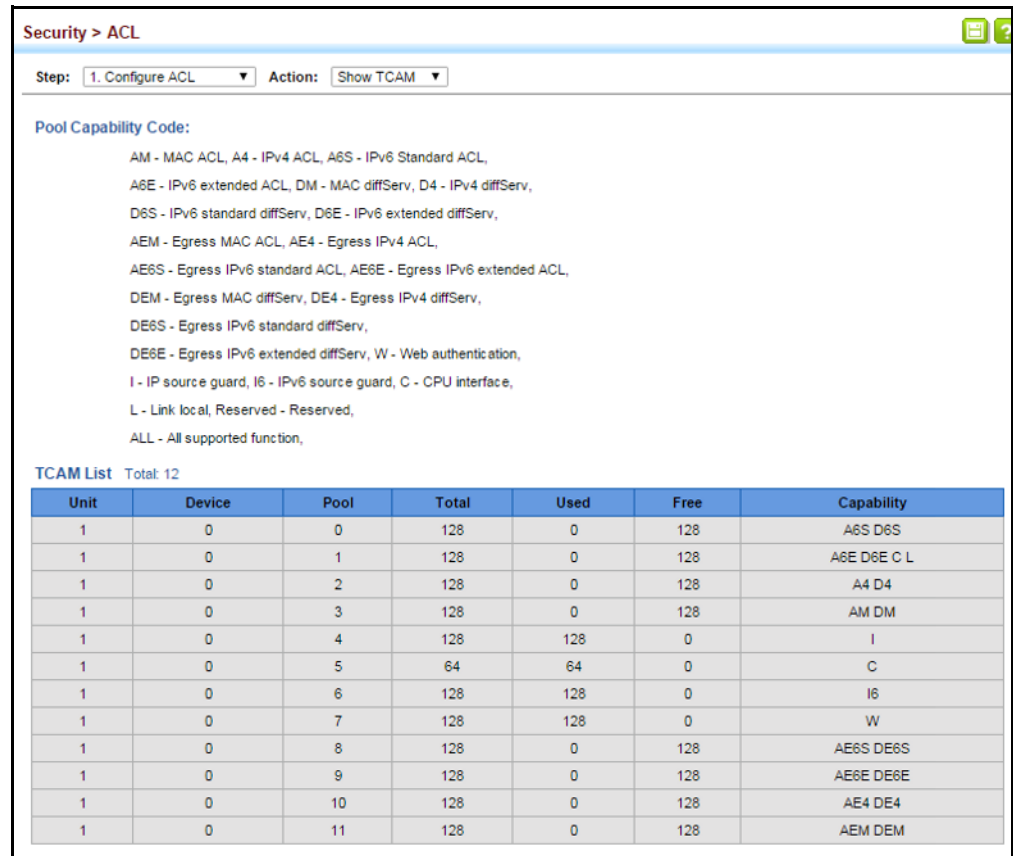 Security > ACL
?
Step: 1. Configure ACL Action: Show TCAM
Pool Capability Code:
AM - MAC ACL, A4 - IPv4 ACL, A6S - IPv6 Standard ACL,
A6E - IPv6 extended ACL, DM - MAC diffServ, D4 - IPv4 diffServ,
D6S - IPv6 standard diffServ, D6E - IPv6 extended diffServ,
AEM - Egress MAC ACL, AE4 - Egress IPv4 ACL,
AE6S - Egress IPv6 standard ACL, AE6E - Egress IPv6 extended ACL,
DEM - Egress MAC diffServ, DE4 - Egress IPv4 diffServ,
DE6S - Egress IPv6 standard diffServ,
DE6E - Egress IPv6 extended diffServ, W - Web authentication,
I - IP source guard, I6 - IPv6 source guard, C - CPU interface,
L - Link local, Reserved - Reserved,
ALL - All supported function,
TCAM List Total: 12
Unit Device Pool Total Used Free Capability
1 0 0 128 0 128 A6S D6S
1 0 1 128 0 128 A6E D6E C L
1 0 2 128 0 128 A4 D4
1 0 3 128 0 128 AM DM
1 0 4 128 128 0 I
1 0 5 64 64 0 C
1 0 6 128 128 0 I6
1 0 7 128 128 0 W
1 0 8 128 0 128 AE6S DE6S
1 0 9 128 0 128 AE6E DE6E
1 0 10 128 0 128 AE4 DE4
1 0 11 128 0 128 AEM DEM